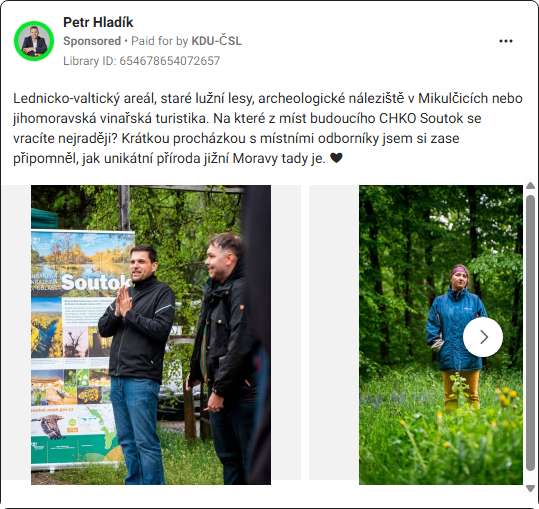 Petr Hladík
Sponsored • Paid for by KDU-ČSL
Library ID: 654678654072657
Lednicko-valtický areál, staré lužní lesy, archeologické náleziště v Mikulčicích nebo
jihomoravská vinařská turistika. Na které z míst budoucího CHKO Soutok se
vracíte nejraději? Krátkou procházkou s místními odborníky jsem si zase
připomněl, jak unikátní příroda jižní Moravy tady je. 🖤
Soutok